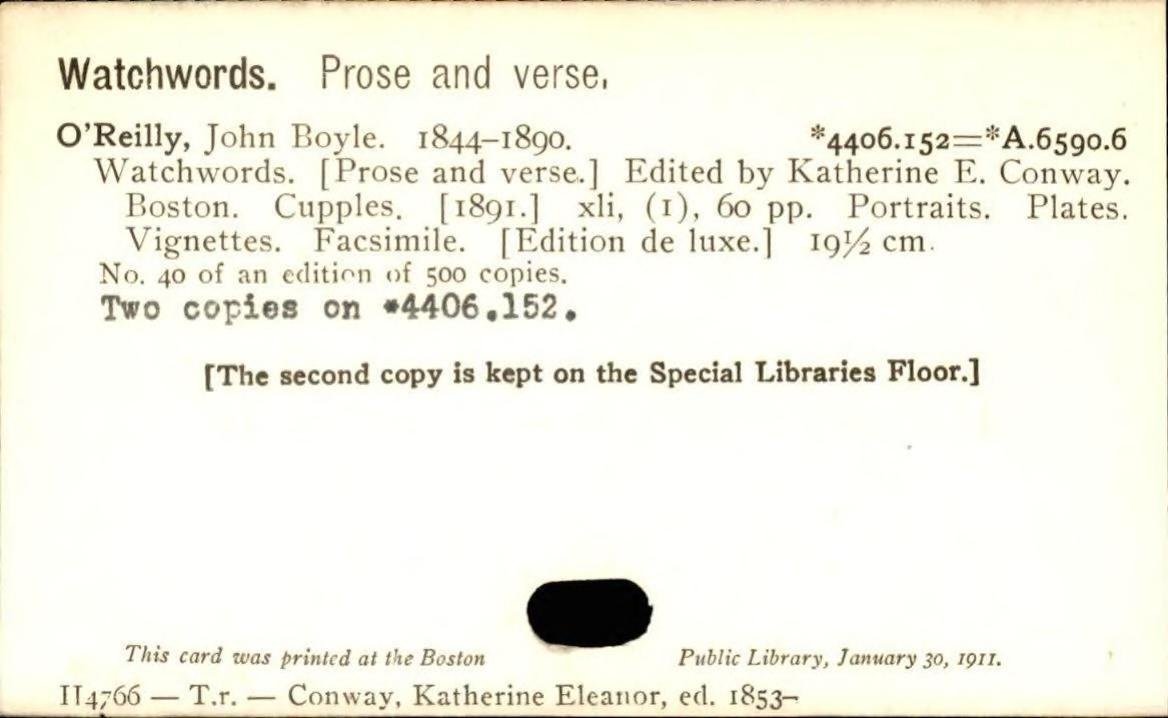 Watchwords. Prose and verse.
O'Reilly, John Boyle. 1844–1890. *4406.152=*A.6590.6
Watchwords. [Prose and verse.] Edited by Katherine E. Conway.
Boston. Cupples. [1891.] xli, (1), 60 pp. Portraits. Plates.
Vignettes. Facsimile. [Edition de luxe.] 19½ cm.
No. 40 of an edition of 500 copies.
Two copies on *4406.152.
[The second copy is kept on the Special Libraries Floor.]
This card was printed at the Boston Public Library, January 30, 1911.
II4766 — T.r. — Conway, Katherine Eleanor, ed. 1853–